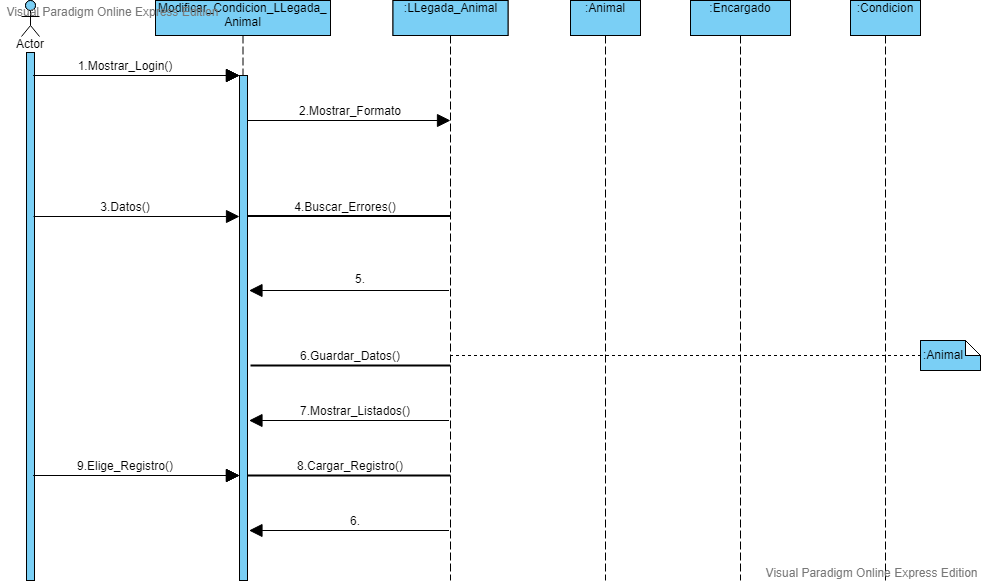 Visual Paradigm Online Express Edition
Modificar_Condicion_LLegada_
Animal
:LLegada_Animal
:Animal
:Encargado
:Condicion
Actor
1.Mostrar_Login()
2.Mostrar_Formato
3.Datos()
4.Buscar_Errores()
5.
6.Guardar_Datos()
:Animal
7.Mostrar_Listados()
9.Elige_Registro()
8.Cargar_Registro()
6.
Visual Paradigm Online Express Edition